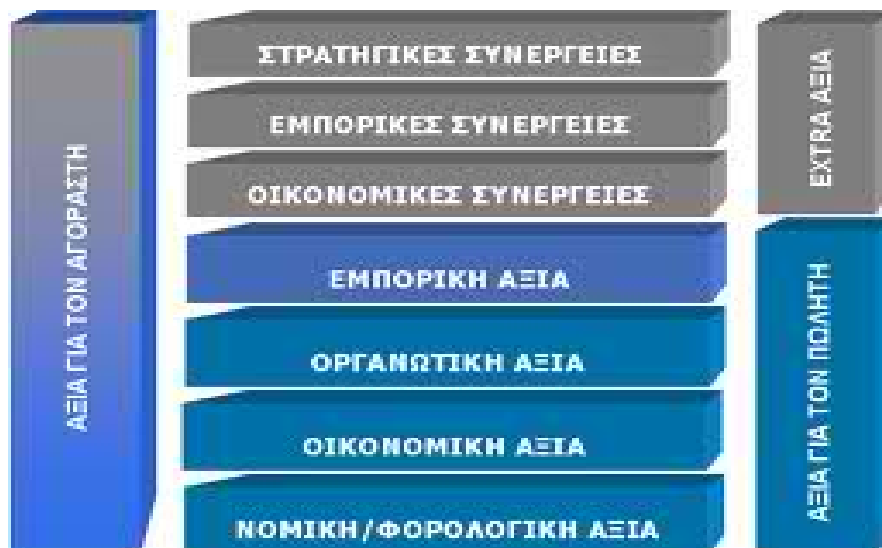 ΑΞΙΑ ΓΙΑ ΤΟΝ ΑΓΟΡΑΣΤΗ
ΣΤΡΑΤΗΓΙΚΕΣ ΣΥΝΕΡΓΕΙΕΣ
ΕΜΠΟΡΙΚΕΣ ΣΥΝΕΡΓΕΙΕΣ
ΟΙΚΟΝΟΜΙΚΕΣ ΣΥΝΕΡΓΕΙΕΣ
ΕΜΠΟΡΙΚΗ ΑΞΙΑ
ΟΡΓΑΝΩΤΙΚΗ ΑΞΙΑ
ΟΙΚΟΝΟΜΙΚΗ ΑΞΙΑ
ΝΟΜΙΚΗ/ΦΟΡΟΛΟΓΙΚΗ ΑΞΙΑ
EXTRA ΑΞΙΑ
ΑΞΙΑ ΓΙΑ ΤΟΝ ΠΩΛΗΤΗ